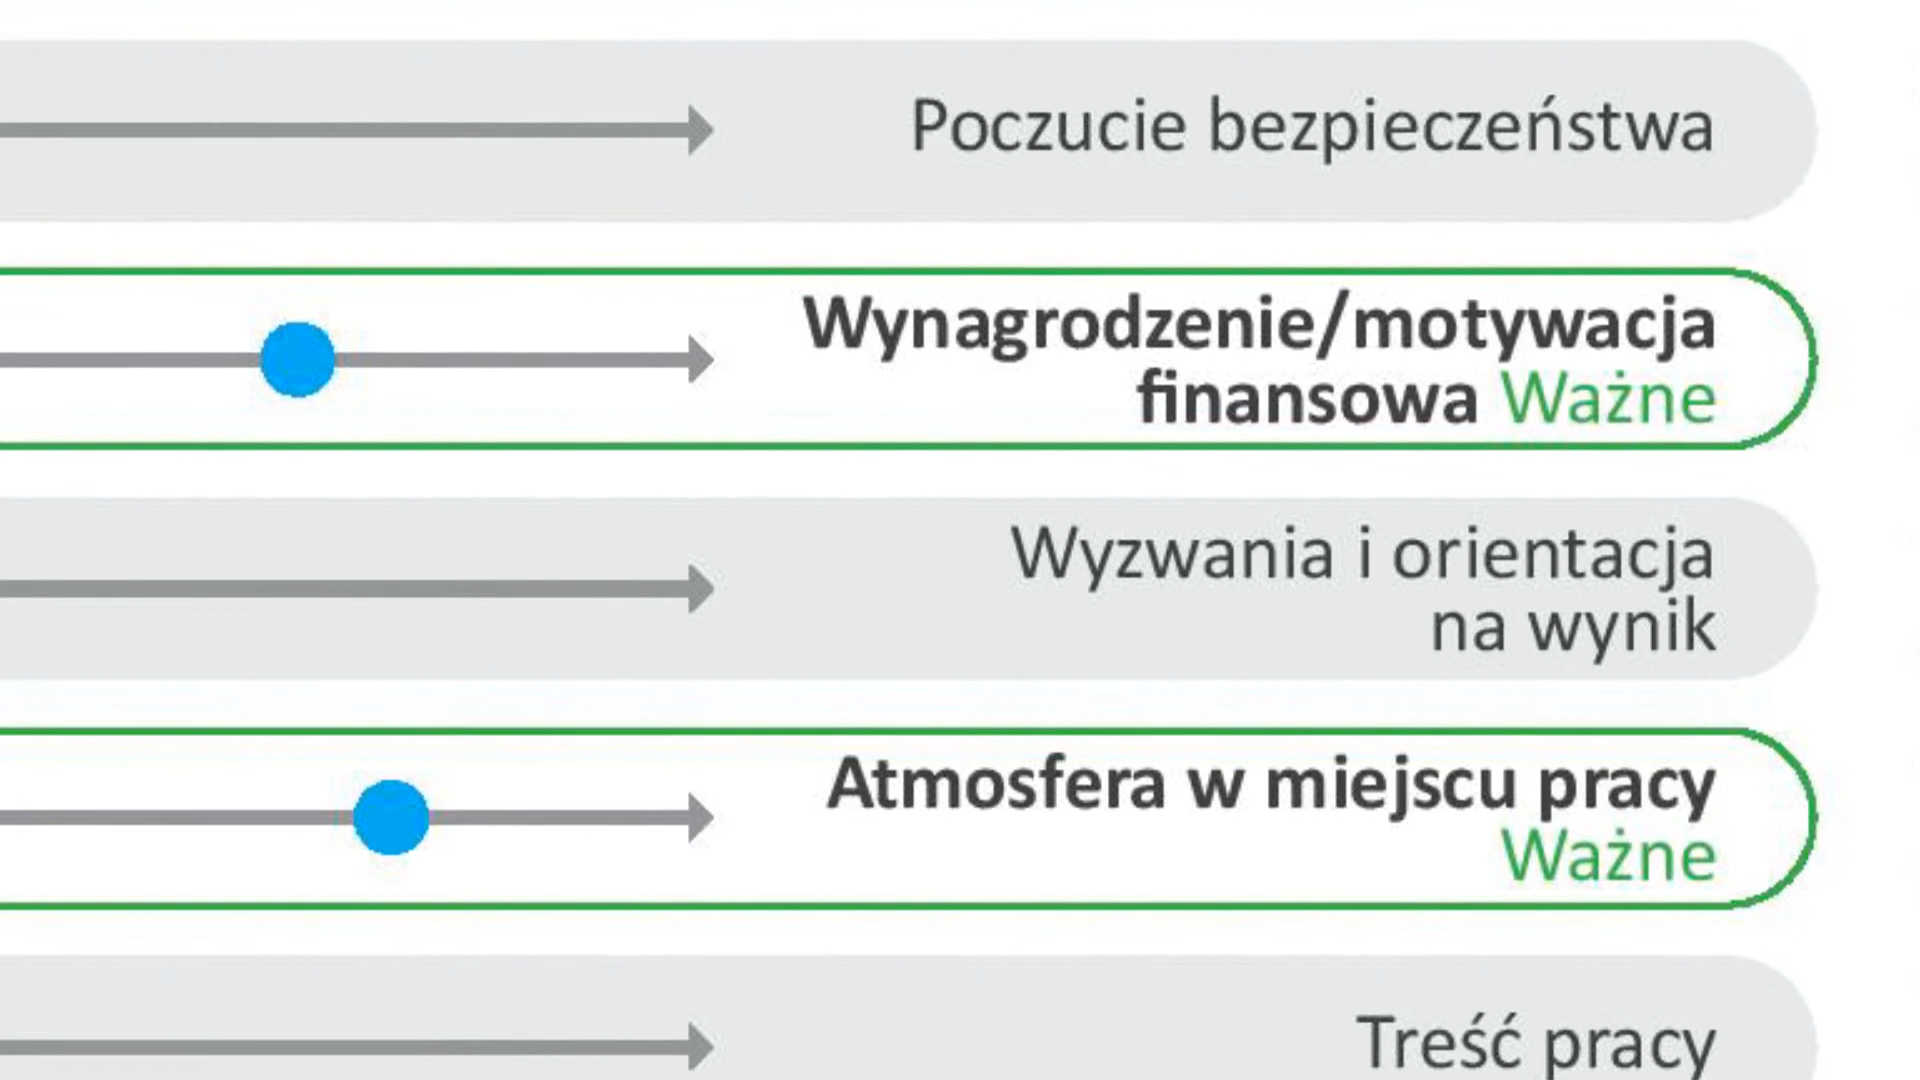 Poczucie bezpieczeństwa
Wynagrodzenie/motywacja
finansowa Ważne
Wyzwania i orientacja
na wynik
Atmosfera w miejscu pracy
Ważne
Treść pracy